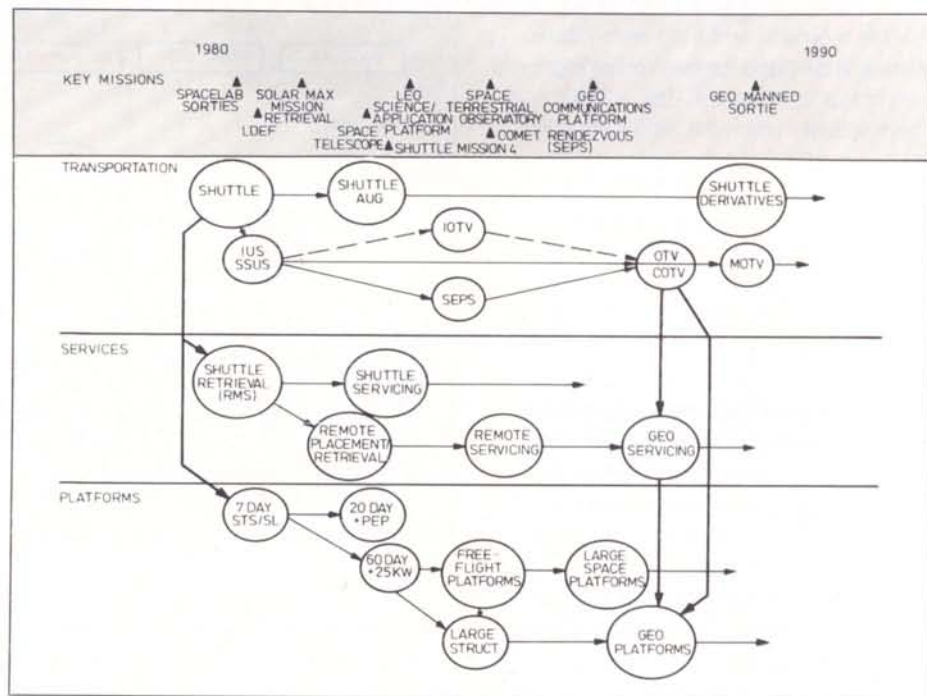 1980
1990
KEY MISSIONS
SPACELAB
SORTIES
LDEF
SOLAR MAX
MISSION
RETRIEVAL
SPACE
TELESCOPE
LEO
SCIENCE/
APPLICATION
PLATFORM
SHUTTLE MISSION 4
SPACE
TERRESTRIAL
OBSERVATORY
COMET RENDEZVOUS
(SEPS)
GEO
COMMUNICATIONS
PLATFORM
GEO MANNED
SORTIE
TRANSPORTATION
SHUTTLE
SHUTTLE
AUG
SHUTTLE
DERIVATIVES
IUS
SSUS
IOTV
SEPS
OTV
COTV
MOTV
SERVICES
SHUTTLE
RETRIEVAL
(RMS)
SHUTTLE
SERVICING
REMOTE
PLACEMENT/
RETRIEVAL
REMOTE
SERVICING
GEO
SERVICING
PLATFORMS
7 DAY
STS/SL
20 DAY
+ PEP
60 DAY
+25KW
FREE-
FLIGHT
PLATFORMS
LARGE
SPACE
PLATFORMS
LARGE
STRUCT
GEO
PLATFORMS